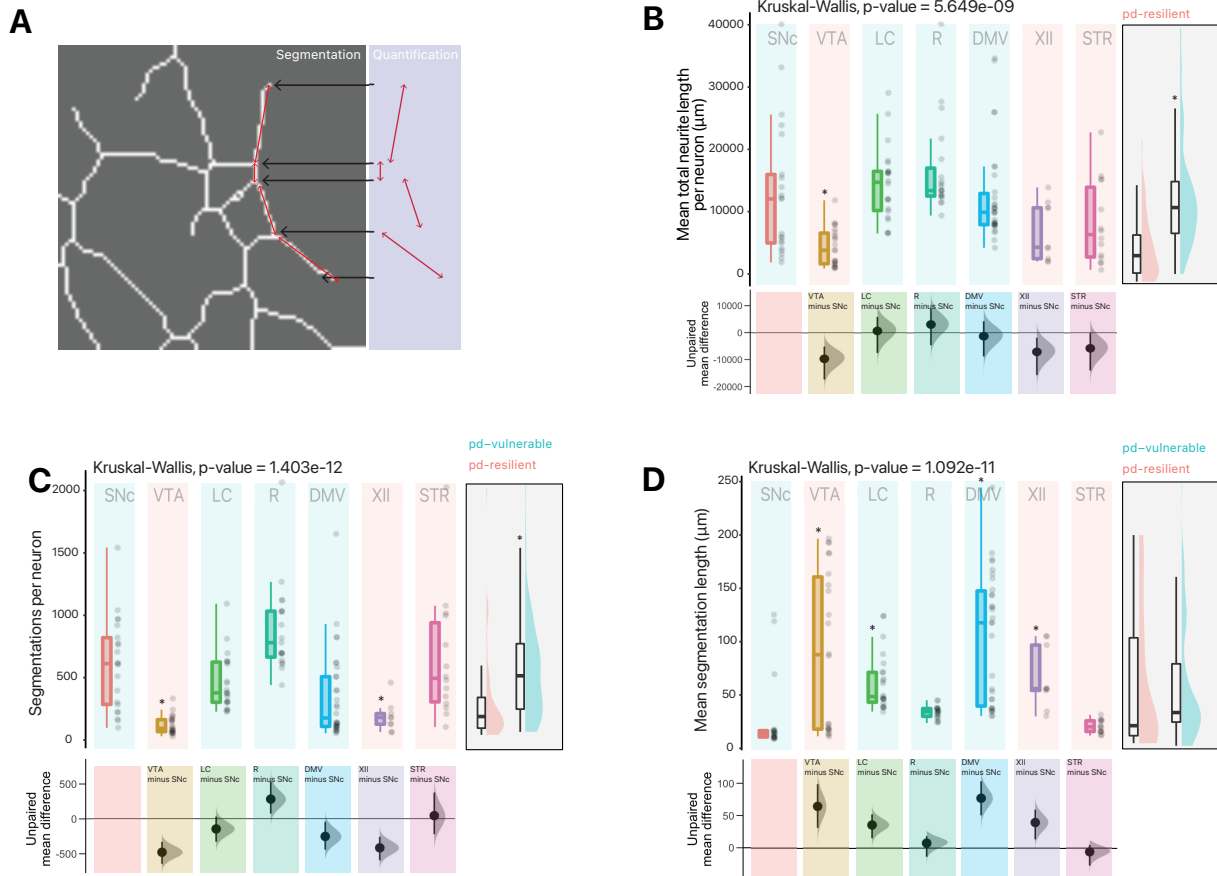 A
Segmentation
Quantification
B
Kruskal-Wallis, p-value = 5.649e-09
pd-resilient
SNc VTA LC R DMV XII STR
Mean total neurite length
per neuron (µm)
40000
30000
20000
10000
0
*
*
Unpaired
mean difference
10000
0
-10000
-20000
VTA
minus SNc
LC
minus SNc
R
minus SNc
DMV
minus SNc
XII
minus SNc
STR
minus SNc
C
Kruskal-Wallis, p-value = 1.403e-12
pd-vulnerable
pd-resilient
SNc VTA LC R DMV XII STR
Segmentations per neuron
2000
1500
1000
500
0
*
*
*
Unpaired
mean difference
500
0
-500
VTA
minus SNc
LC
minus SNc
R
minus SNc
DMV
minus SNc
XII
minus SNc
STR
minus SNc
D
Kruskal-Wallis, p-value = 1.092e-11
pd-vulnerable
pd-resilient
SNc VTA LC R DMV XII STR
Mean segmentation length (µm)
250
200
150
100
50
0
*
*
*
*
Unpaired
mean difference
100
50
0
VTA
minus SNc
LC
minus SNc
R
minus SNc
DMV
minus SNc
XII
minus SNc
STR
minus SNc